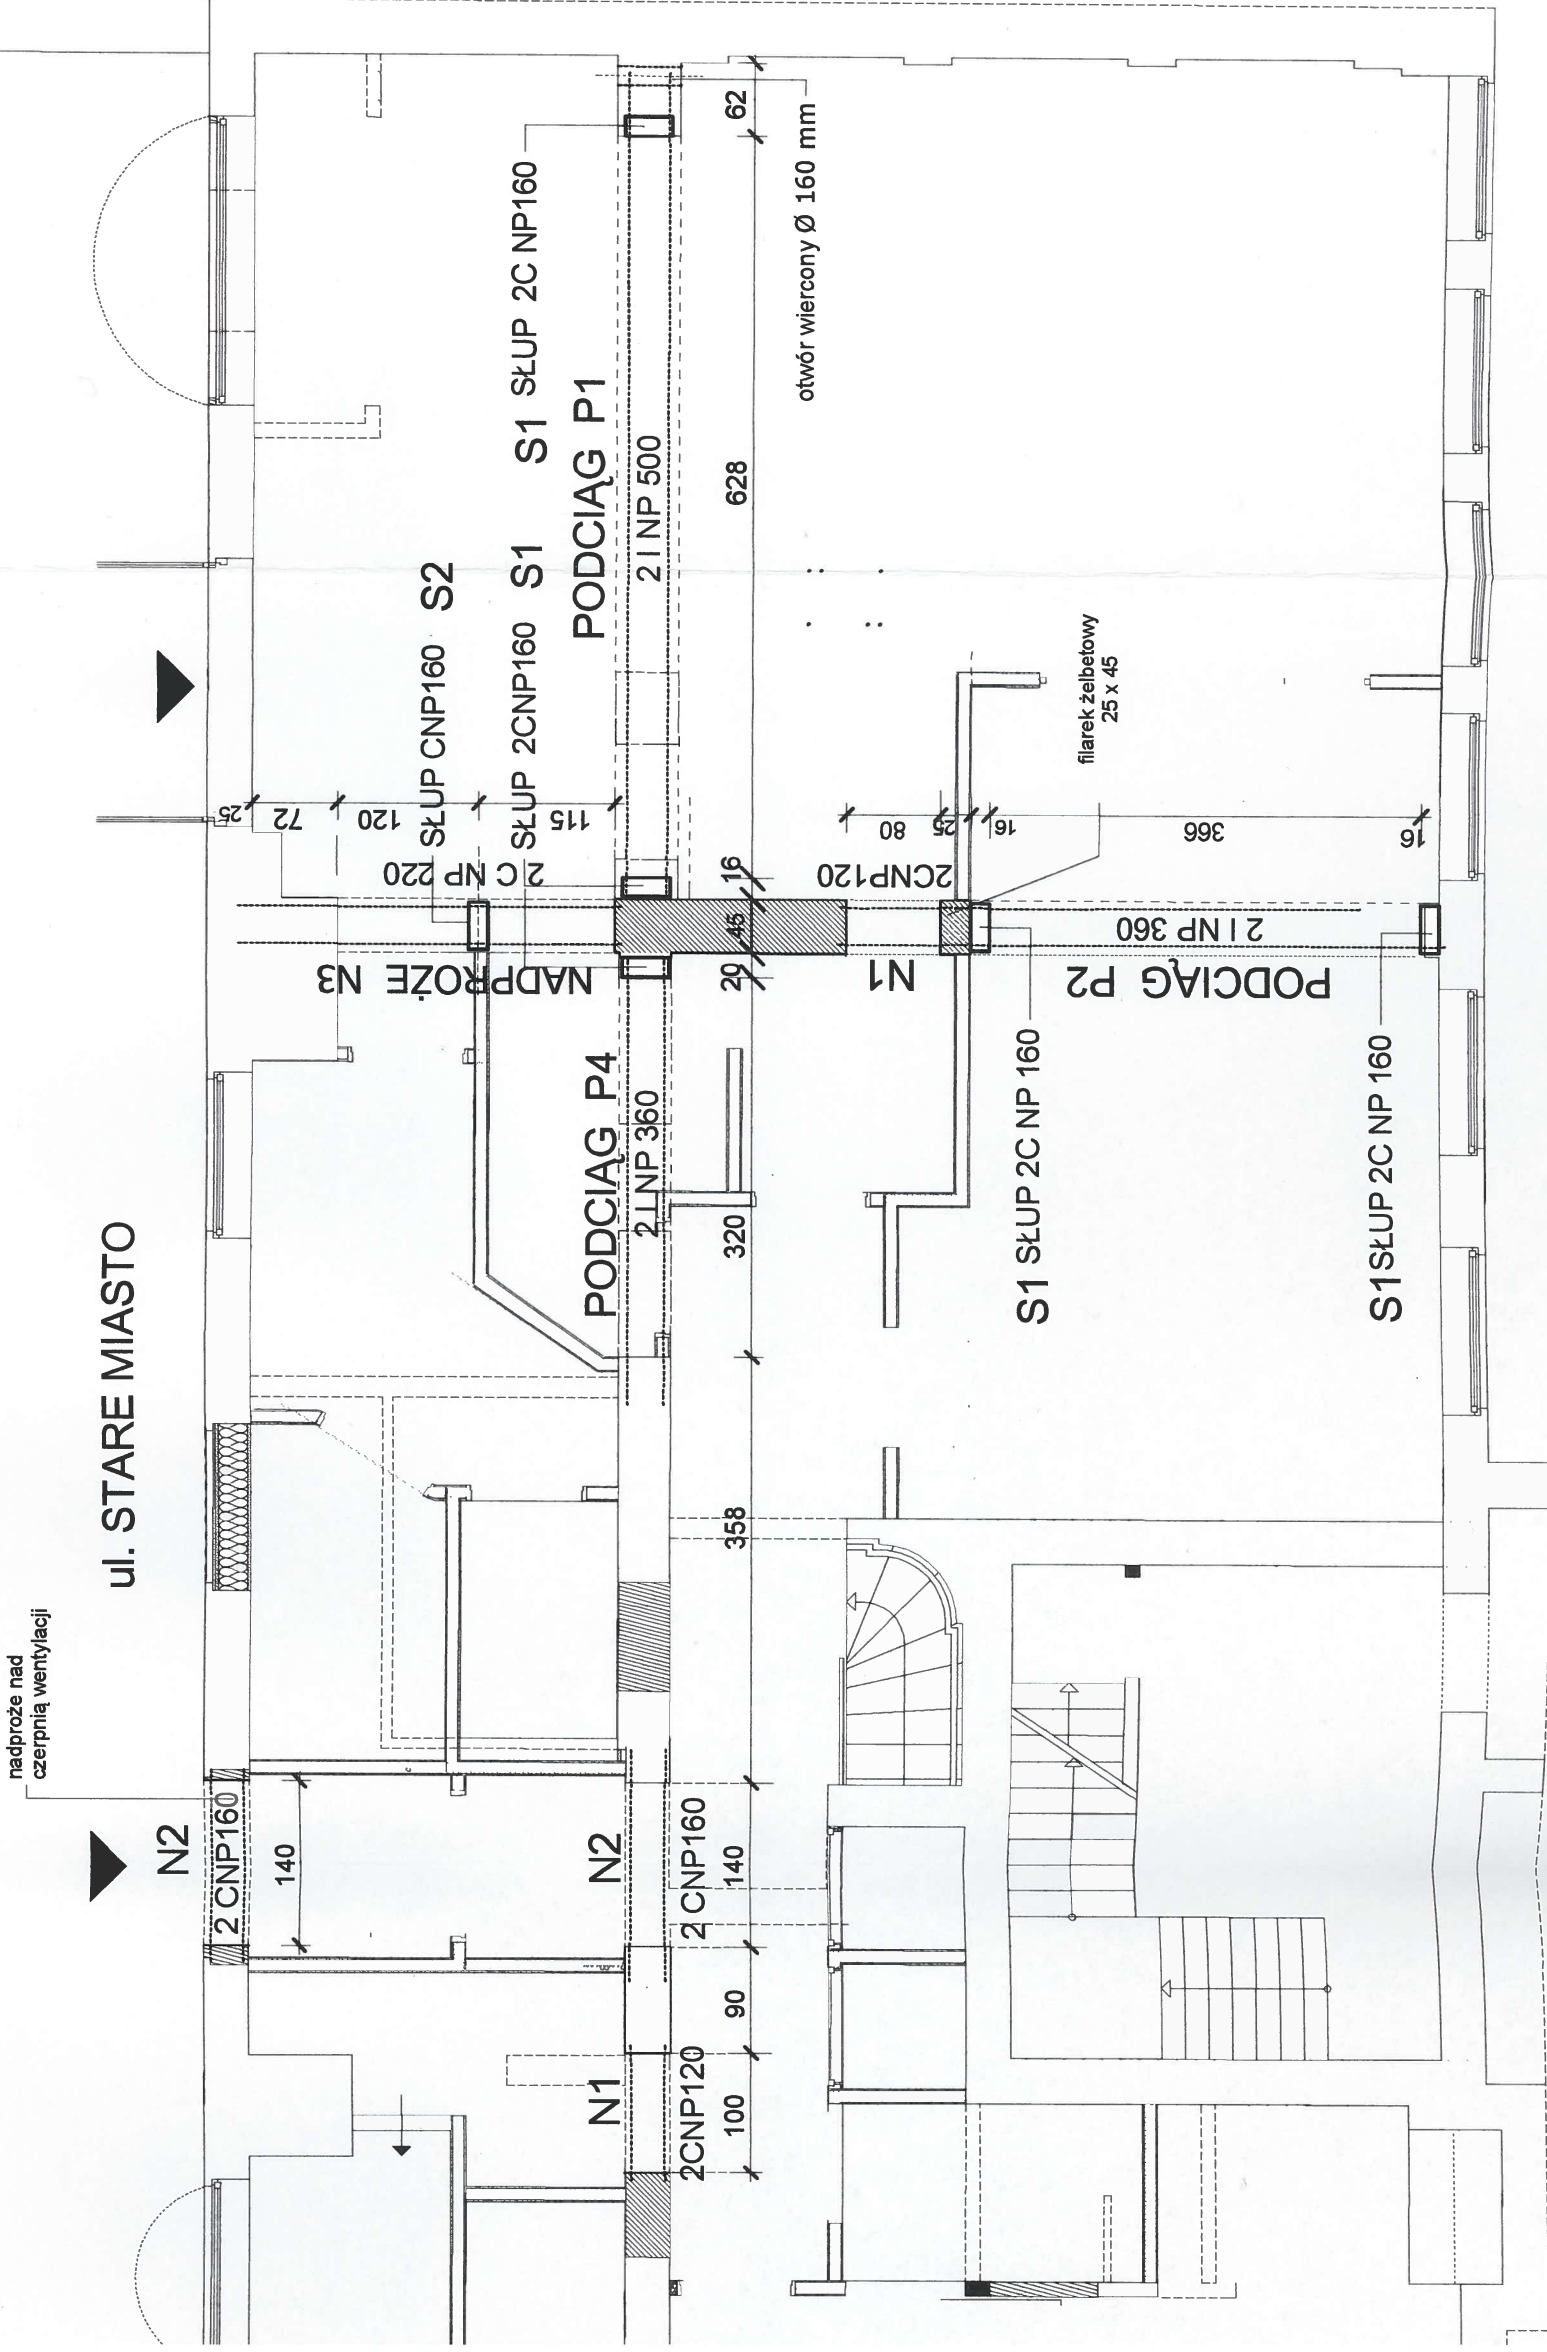 nadproże nad
czerpnią wentylacji
ul. STARE MIASTO
N2
2 CNP160
140
N2
2 CNP160
140
90
N1
2CNP120
100
358
320
PODCIĄG P4
2 I NP 360
20
45
16
NADPROŻE N3
2 C NP 220
25
72
120
115
SŁUP CNP160 S2
SŁUP 2CNP160 S1
S1 SŁUP 2C NP160
PODCIĄG P1
2 I NP 500
628
62
otwór wiercony Ø 160 mm
N1
2CNP120
80
25
16
366
16
filarek żelbetowy
25 x 45
PODCIĄG P2
2 I NP 360
S1 SŁUP 2C NP 160
S1SŁUP 2C NP 160